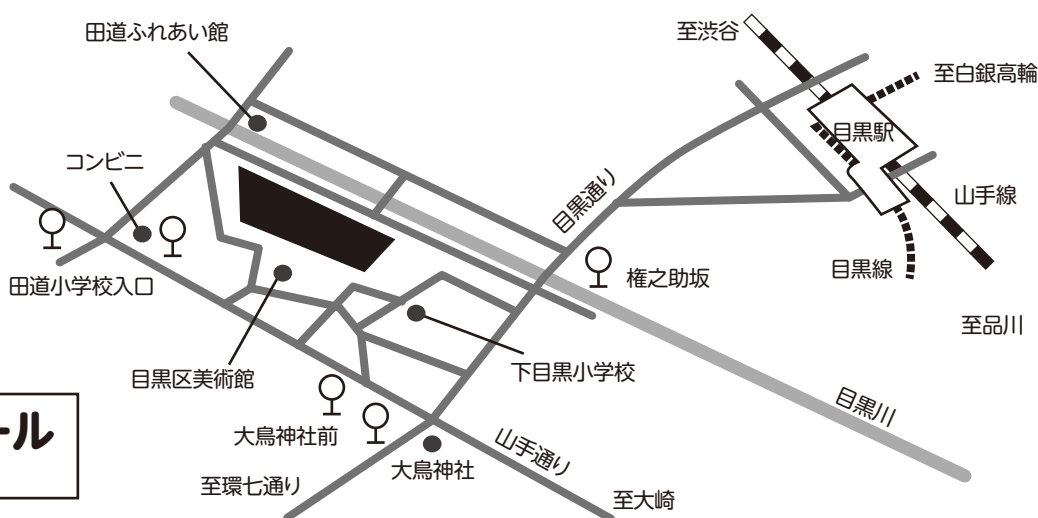 田道ふれあい館
至渋谷
至白銀高輪
目黒駅
コンビニ
山手線
目黒通り
田道小学校入口
権之助坂
目黒線
至品川
目黒区美術館
下目黒小学校
目黒川
ール
大鳥神社前
山手通り
大鳥神社
至環七通り
至大崎